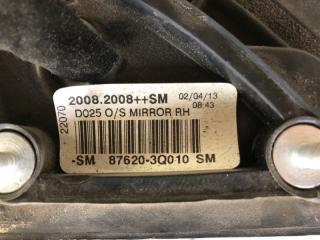 2008.2008++SM 02/04/13
D025 O/S MIRROR RH 08:43
22070
-SM 87620-3Q010 SM